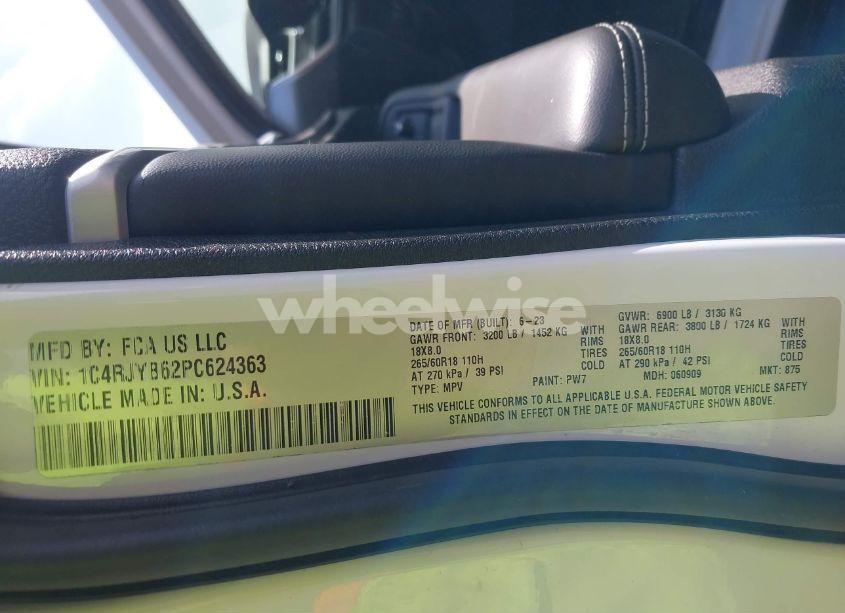 wheelwise
MFD BY: FCA US LLC
VIN: 1C4RJYB62PC624363
VEHICLE MADE IN: U.S.A.
DATE OF MFR (BUILT): 6-23
GAWR FRONT: 3200 LB / 1452 KG WITH
18X8.0 RIMS
265/60R18 110H TIRES
AT 270 kPa / 39 PSI COLD
TYPE: MPV PAINT: PW7
GVWR: 6900 LB / 3130 KG
GAWR REAR: 3800 LB / 1724 KG WITH
18X8.0 RIMS
265/60R18 110H TIRES
AT 290 kPa / 42 PSI COLD
MDH: 060909 MKT: 875
THIS VEHICLE CONFORMS TO ALL APPLICABLE U.S.A. FEDERAL MOTOR VEHICLE SAFETY
STANDARDS IN EFFECT ON THE DATE OF MANUFACTURE SHOWN ABOVE.